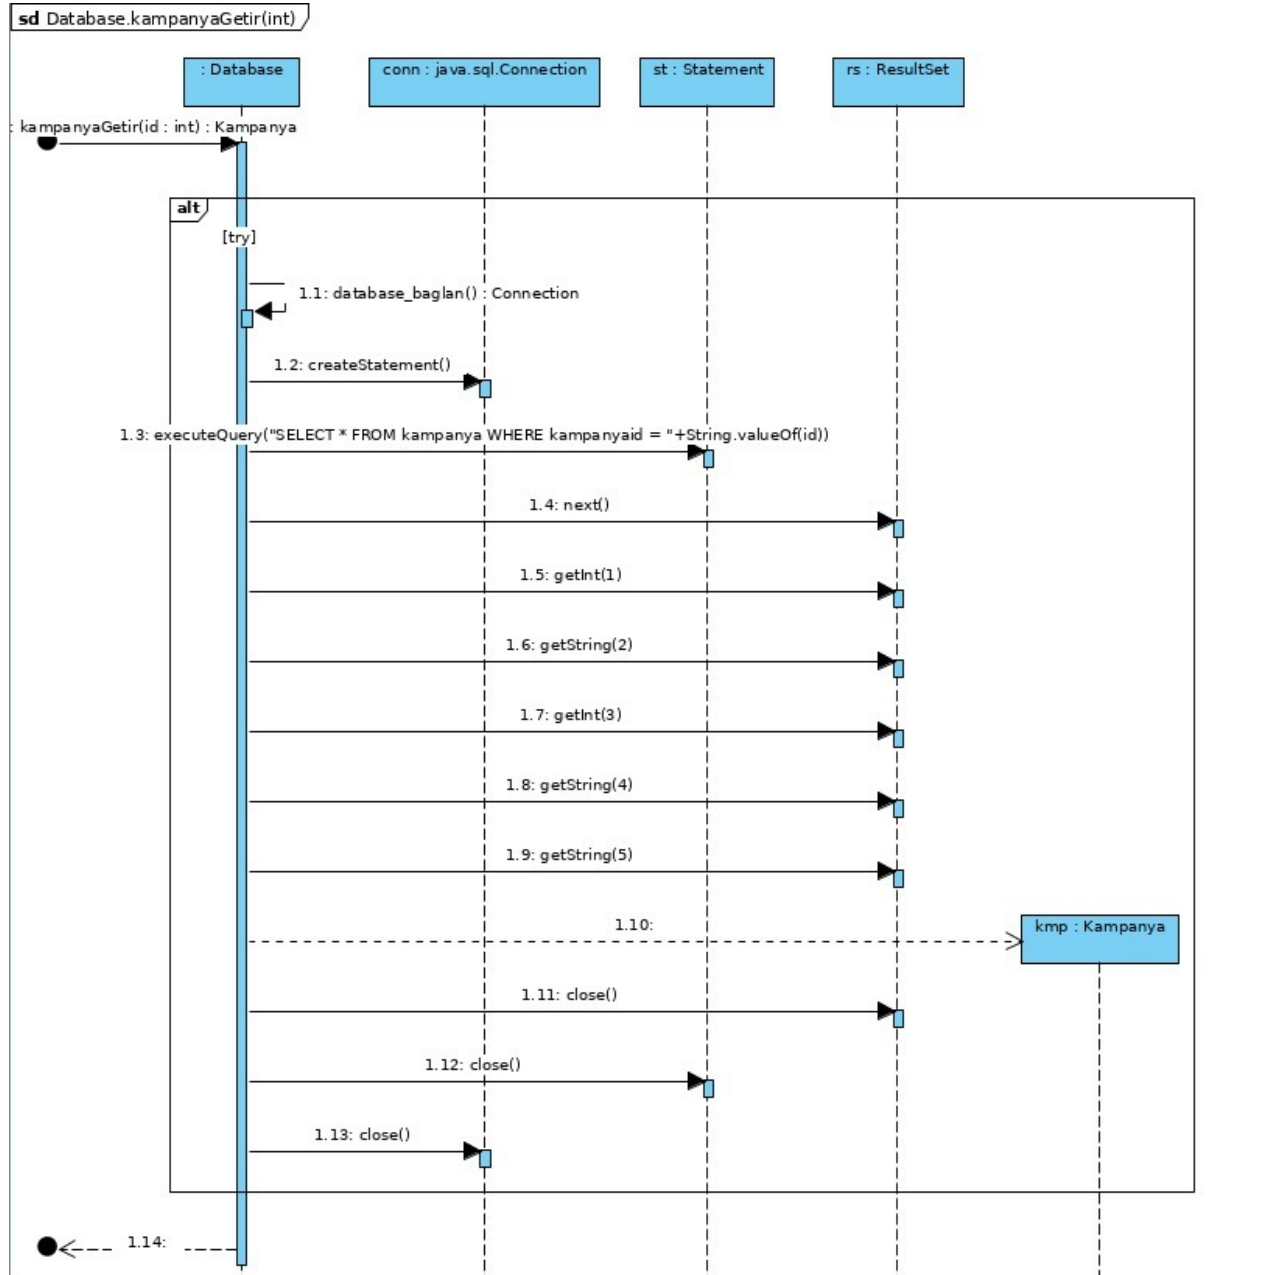 sd Database.kampanyaGetir(int)
: Database
conn : java.sql.Connection
st : Statement
rs : ResultSet
: kampanyaGetir(id : int) : Kampanya
alt
[try]
1.1: database_baglan() : Connection
1.2: createStatement()
1.3: executeQuery("SELECT * FROM kampanya WHERE kampanyaid = "+String.valueOf(id))
1.4: next()
1.5: getInt(1)
1.6: getString(2)
1.7: getInt(3)
1.8: getString(4)
1.9: getString(5)
1.10:
kmp : Kampanya
1.11: close()
1.12: close()
1.13: close()
1.14: